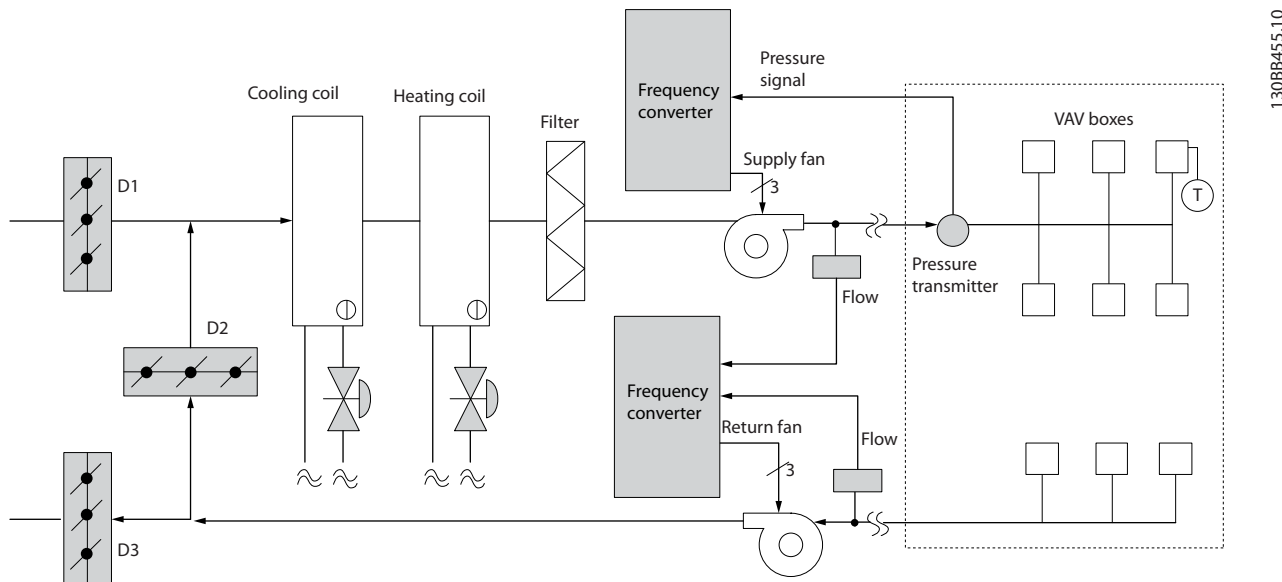 130BB455.10
Pressure
signal
Cooling coil
Heating coil
Frequency
converter
VAV boxes
Filter
Supply fan
D1
3
T
Pressure
transmitter
Flow
D2
Frequency
converter
Return fan
Flow
3
D3